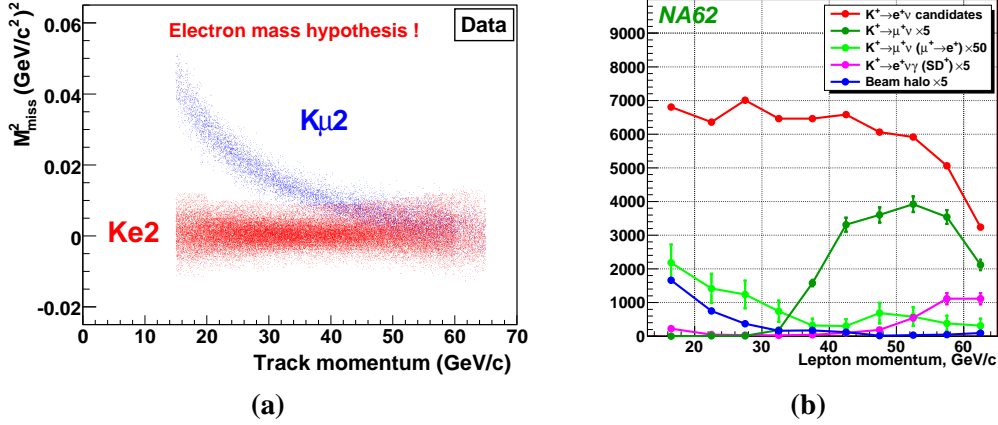 M²miss (GeV/c²)²
0.06
0.04
0.02
0
-0.02
Electron mass hypothesis !
Data
Kμ2
Ke2
0 10 20 30 40 50 60 70
Track momentum (GeV/c)
(a)
NA62
K⁺→e⁺ν candidates
K⁺→μ⁺ν ×5
K⁺→μ⁺ν (μ⁺→e⁺)×50
K⁺→e⁺νγ (SD⁺)×5
Beam halo ×5
9000
8000
7000
6000
5000
4000
3000
2000
1000
0
20 30 40 50 60
Lepton momentum, GeV/c
(b)